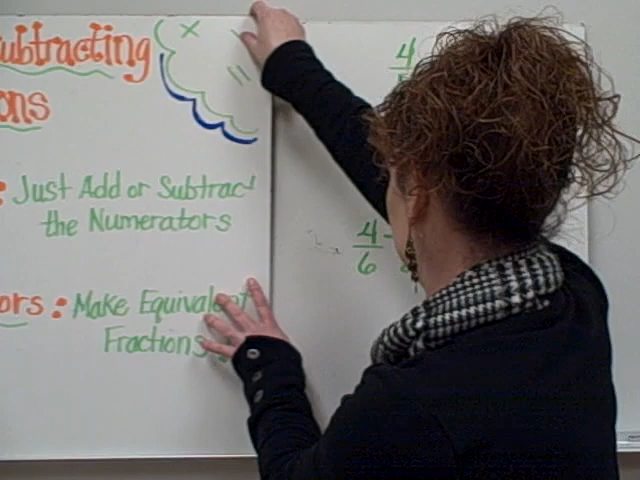 ubtracting
ons
: Just Add or Subtract
the Numerators
ors: Make Equivalent
Fractions
x
=
4
4 -
6